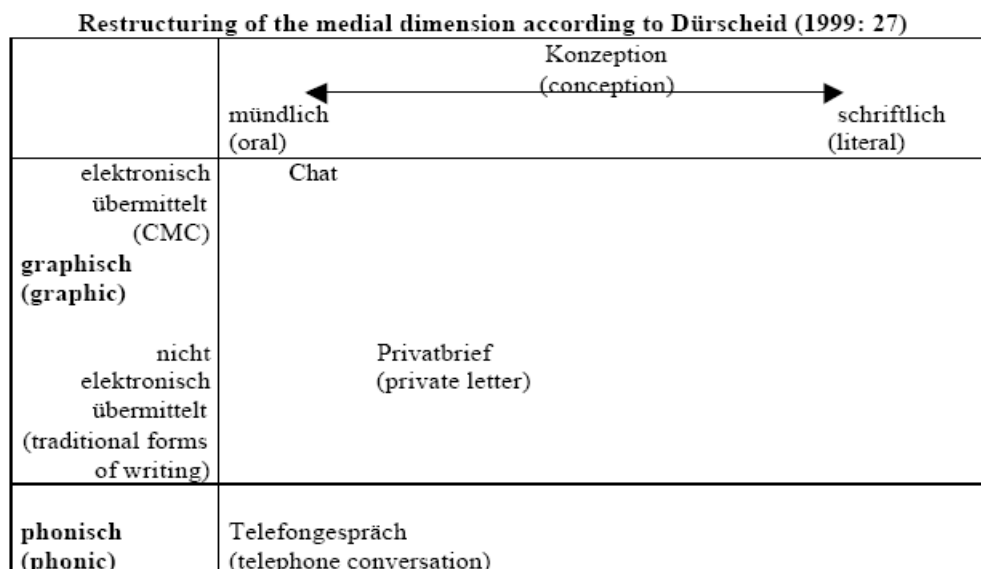 Restructuring of the medial dimension according to Dürscheid (1999: 27)
Konzeption
(conception)
mündlich
(oral)
schriftlich
(literal)
elektronisch
übermittelt
(CMC)
Chat
graphisch
(graphic)
nicht
elektronisch
übermittelt
(traditional forms
of writing)
Privatbrief
(private letter)
phonisch
(phonic)
Telefongespräch
(telephone conversation)